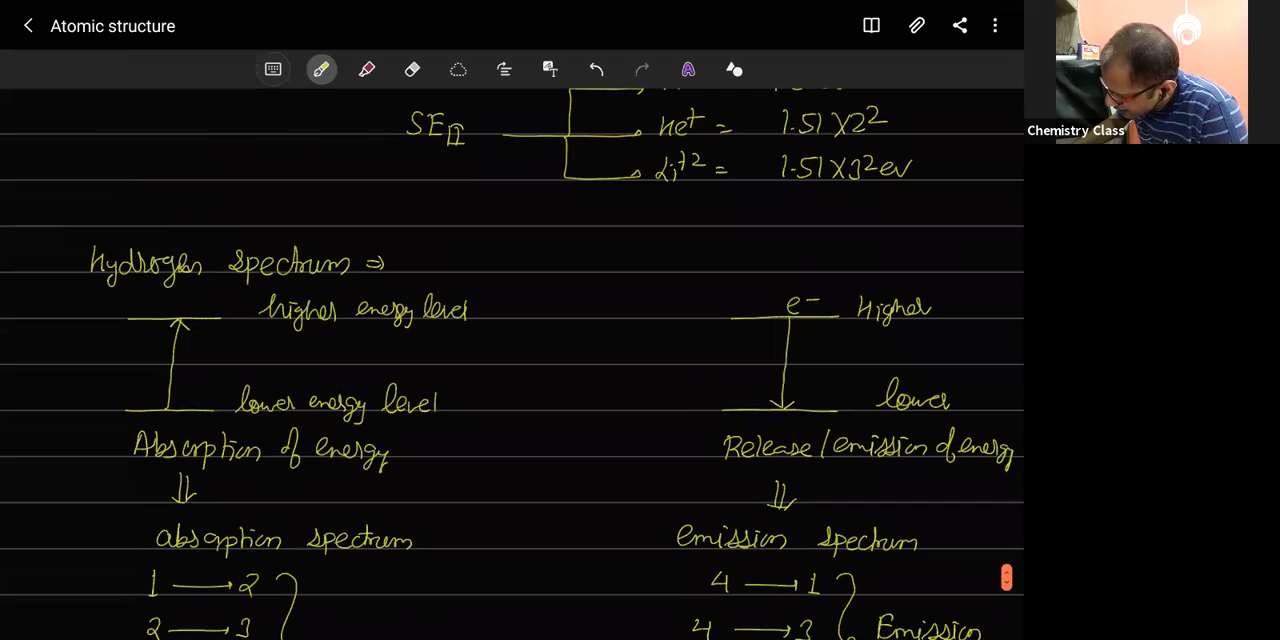 Atomic structure
Chemistry Class
SE II
He+ = 1.51 X 2²
Li+2 = 1.51 X 3² ev
Hydrogen spectrum ⇒
higher energy level
e- Higher
lower energy level
lower
Absorption of energy
Release/emission of energy
⇓
⇓
absorption spectrum
Emission spectrum
1 → 2
4 → 1
2 → 3
4 → 3
Emission